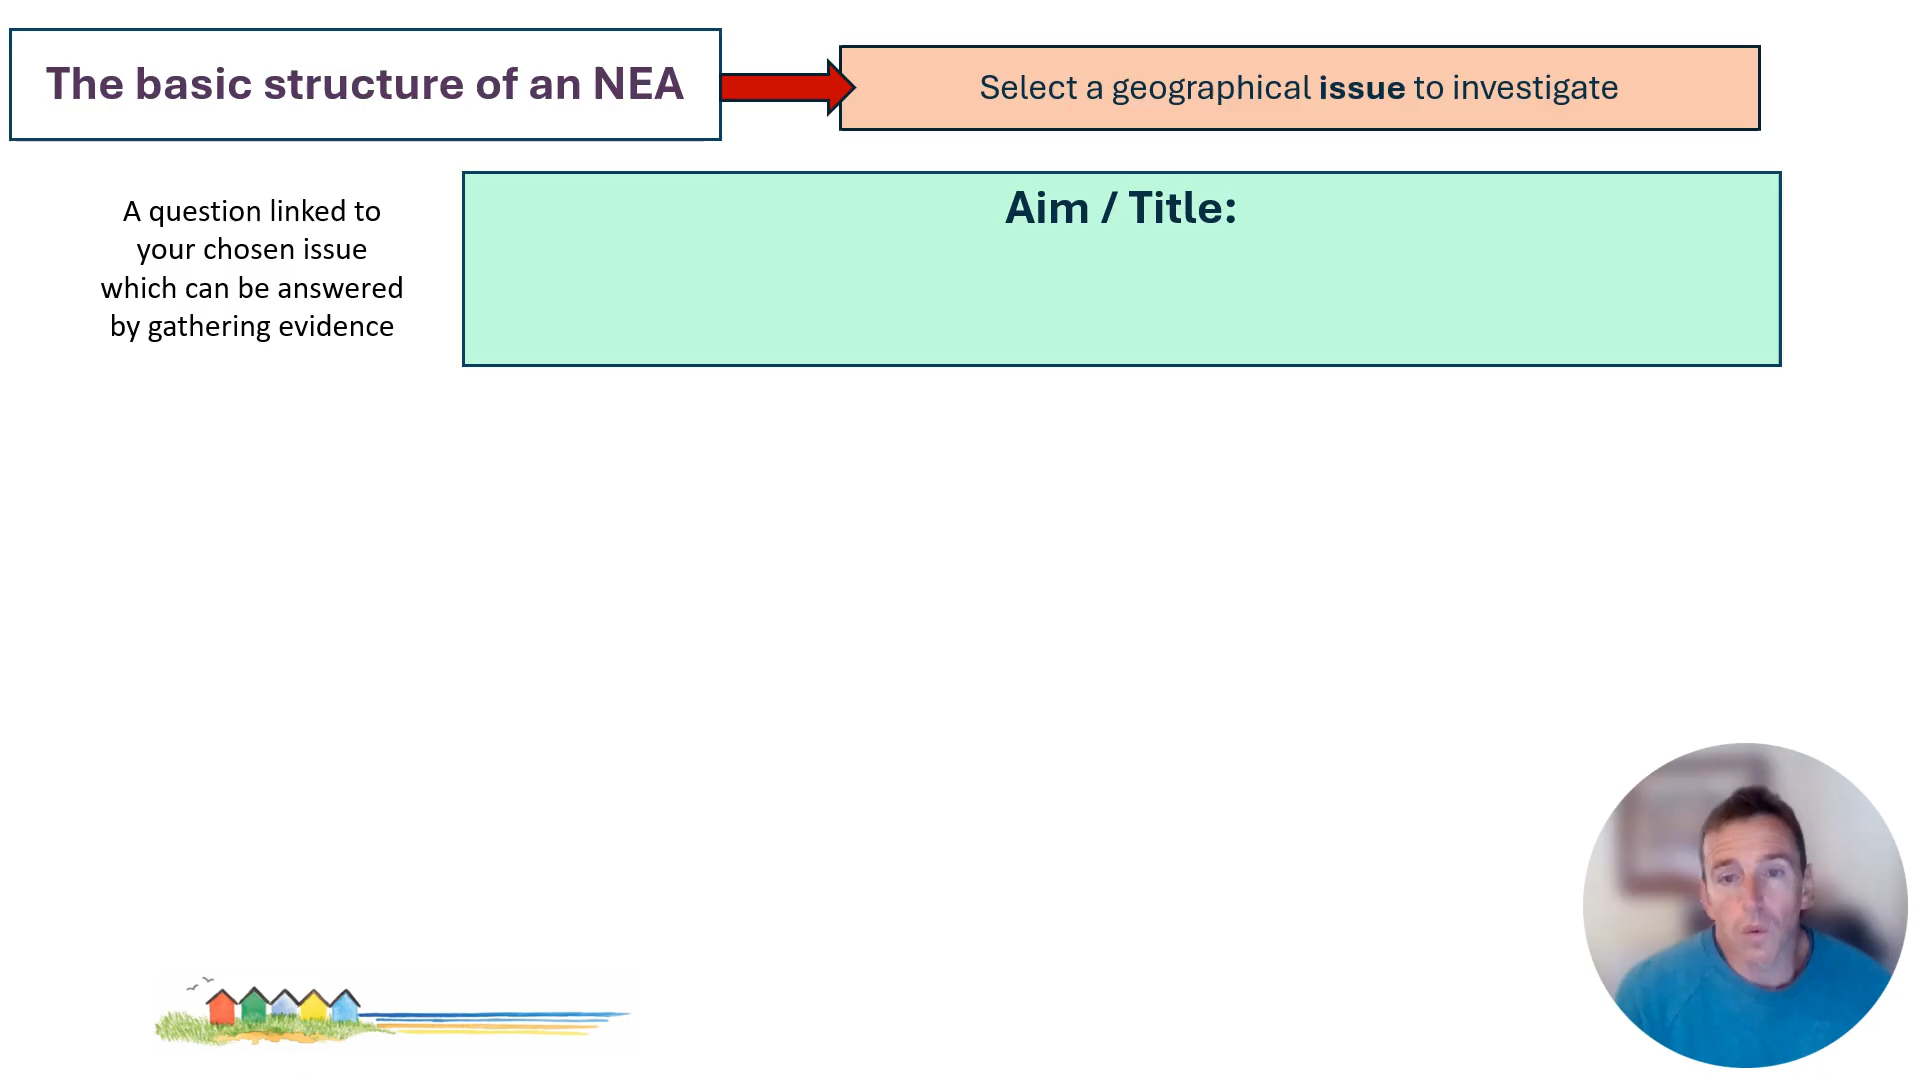 The basic structure of an NEA
Select a geographical issue to investigate
A question linked to
your chosen issue
which can be answered
by gathering evidence
Aim / Title: